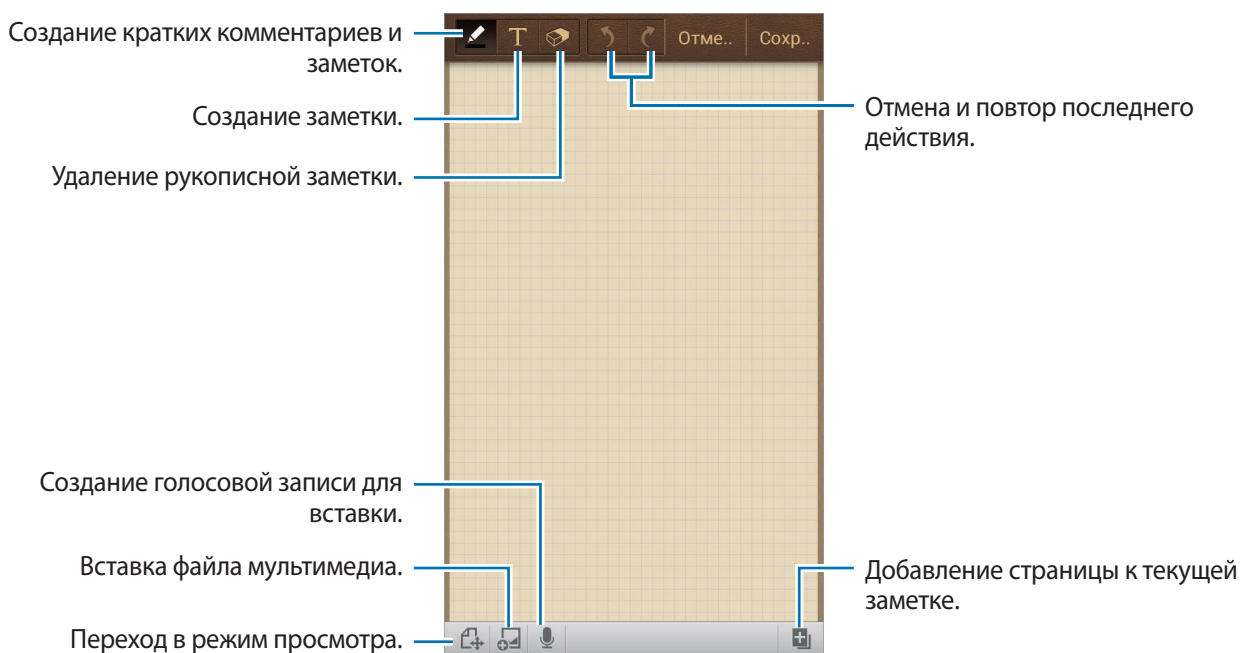 Создание кратких комментариев и
заметок.
T
Отме..
Сохр..
Создание заметки.
Отмена и повтор последнего
действия.
Удаление рукописной заметки.
Создание голосовой записи для
вставки.
Вставка файла мультимедиа.
Добавление страницы к текущей
заметке.
Переход в режим просмотра.